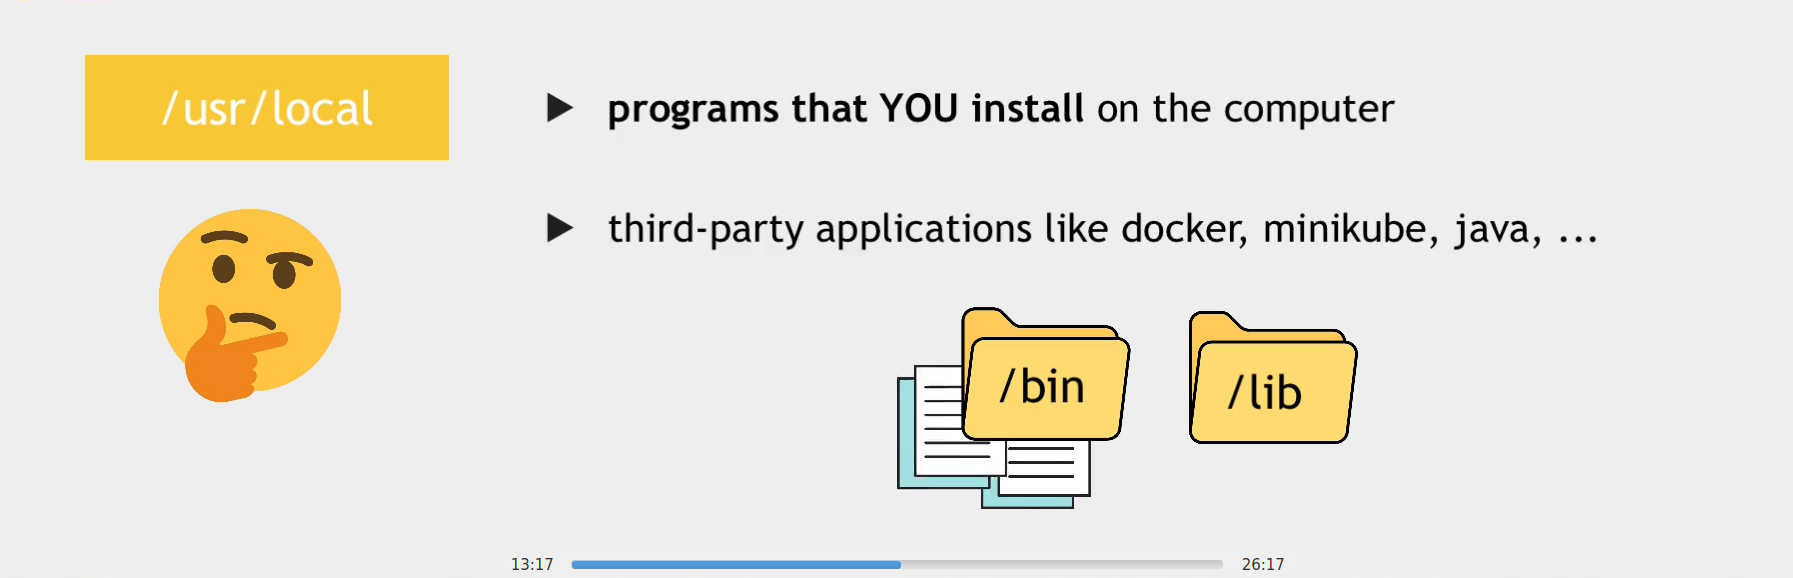 /usr/local
▶ programs that YOU install on the computer
▶ third-party applications like docker, minikube, java, ...
/bin
/lib
13:17
26:17